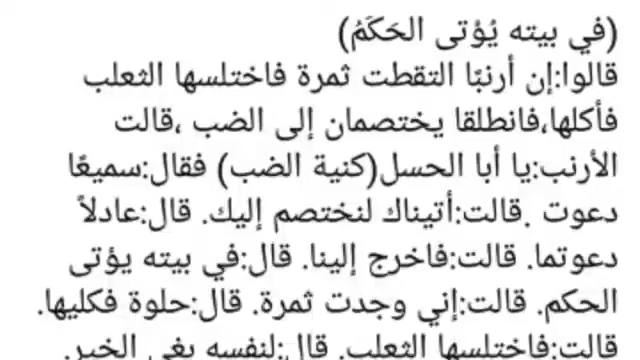 (في بيته يُؤتى الحَكَمُ)
قالوا:إن أرنبًا التقطت ثمرة فاختلسها الثعلب
فأكلها،فانطلقا يختصمان إلى الضب ،قالت
الأرنب:يا أبا الحسل(كنية الضب) فقال:سميعًا
دعوت .قالت:أتيناك لنختصم إليك. قال:عادلاً
دعوتما. قالت:فاخرج إلينا. قال:في بيته يؤتى
الحكم. قالت:إني وجدت ثمرة. قال:حلوة فكليها.
قالت:فاختلسها الثعلب. قال:لنفسه بغى الخير.